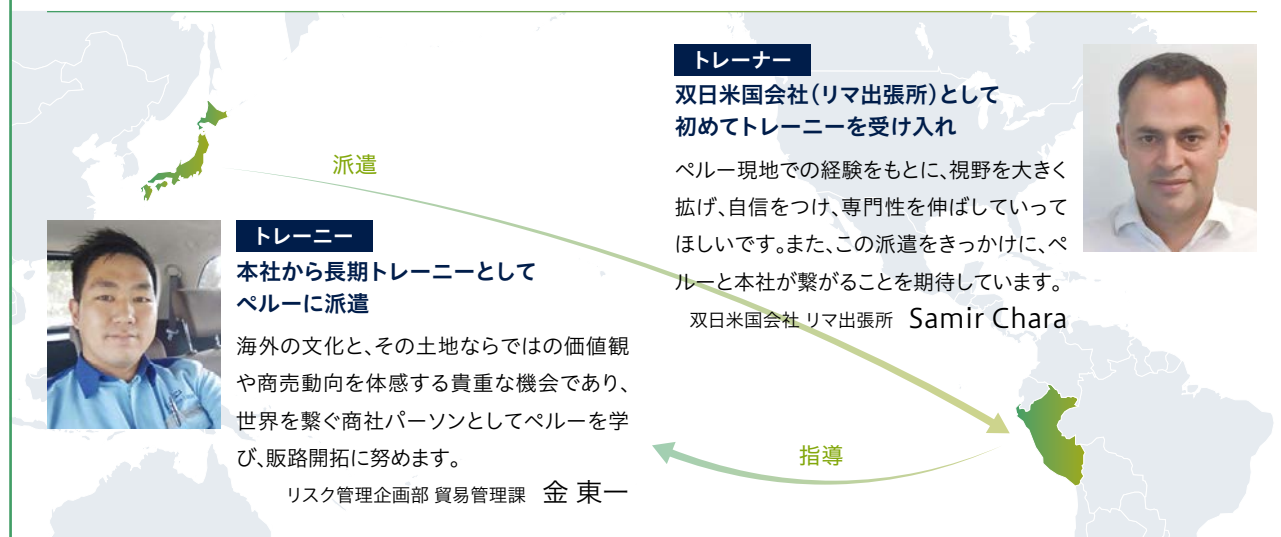 トレーナー
双日米国会社(リマ出張所)として
初めてトレーニーを受け入れ
ペルー現地での経験をもとに、視野を大きく
拡げ、自信をつけ、専門性を伸ばしていって
ほしいです。また、この派遣をきっかけに、ペ
ルーと本社が繋がることを期待しています。
双日米国会社 リマ出張所 Samir Chara
派遣
トレーニー
本社から長期トレーニーとして
ペルーに派遣
海外の文化と、その土地ならではの価値観
や商売動向を体感する貴重な機会であり、
世界を繋ぐ商社パーソンとしてペルーを学
び、販路開拓に努めます。
リスク管理企画部 貿易管理課 金 東一
指導